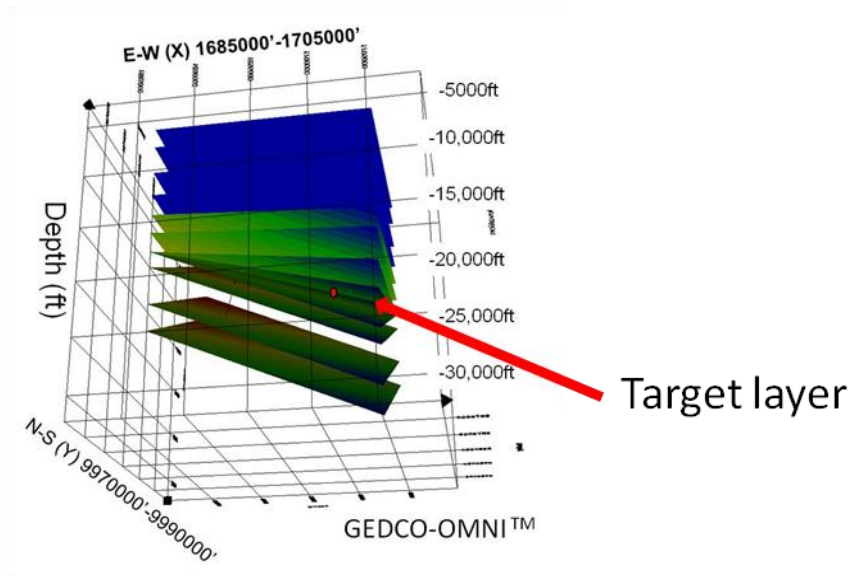 E-W (X) 1685000’-1705000’
-5000ft
-10,000ft
-15,000ft
-20,000ft
-25,000ft
-30,000ft
Depth (ft)
Target layer
N-S (Y) 9970000’-9990000’
GEDCO-OMNI™